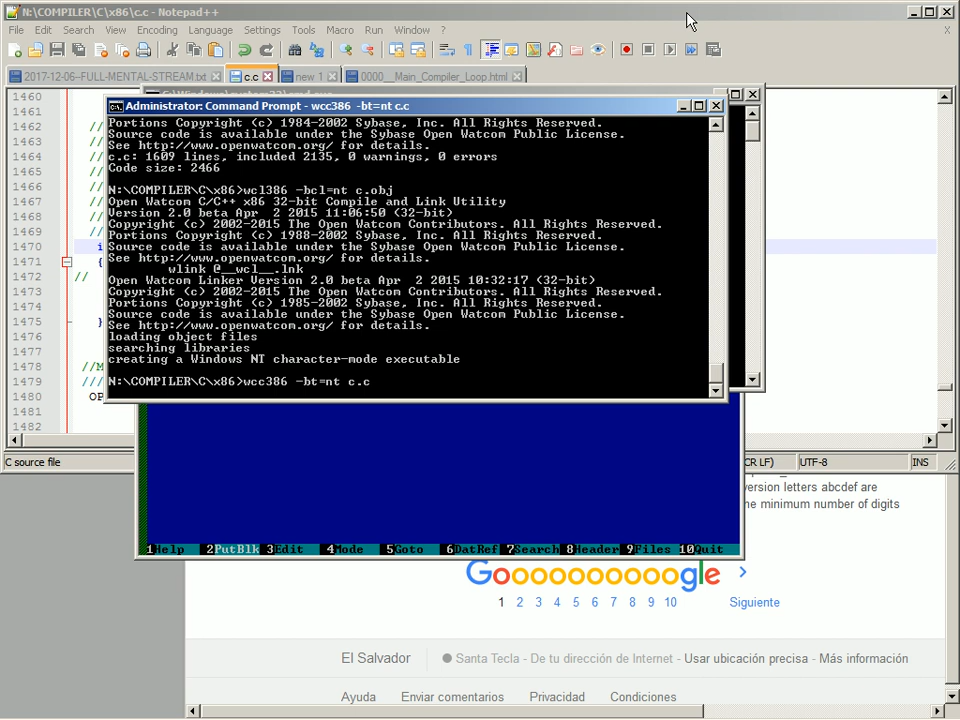 N:\COMPILER\C\x86\c.c - Notepad++
File Edit Search View Encoding Language Settings Tools Macro Run Window ? X
2017-12-06--FULL-MENTAL-STREAM.txt c.c new 1 0000__Main_Compiler_Loop.html
1460
1461
1462 //
1463 //
1464 //
1465 //
1466 //
1467 //
1468 //
1469 //
1470 i
1471 {
1472 //
1473
1474
1475 }
1476
1477
1478 //M
1479 ///
1480 OP
1481
1482
Administrator: Command Prompt - wcc386 -bt=nt c.c
Portions Copyright (c) 1984-2002 Sybase, Inc. All Rights Reserved.
Source code is available under the Sybase Open Watcom Public License.
See http://www.openwatcom.org/ for details.
c.c: 1609 lines, included 2135, 0 warnings, 0 errors
Code size: 2466
N:\COMPILER\C\x86>wcl386 -bcl=nt c.obj
Open Watcom C/C++ x86 32-bit Compile and Link Utility
Version 2.0 beta Apr  2 2015 11:06:50 (32-bit)
Copyright (c) 2002-2015 The Open Watcom Contributors. All Rights Reserved.
Portions Copyright (c) 1988-2002 Sybase, Inc. All Rights Reserved.
Source code is available under the Sybase Open Watcom Public License.
See http://www.openwatcom.org/ for details.
wlink @__wcl__.lnk
Open Watcom Linker Version 2.0 beta Apr  2 2015 10:32:17 (32-bit)
Copyright (c) 2002-2015 The Open Watcom Contributors. All Rights Reserved.
Portions Copyright (c) 1985-2002 Sybase, Inc. All Rights Reserved.
Source code is available under the Sybase Open Watcom Public License.
See http://www.openwatcom.org/ for details.
loading object files
searching libraries
creating a Windows NT character-mode executable
N:\COMPILER\C\x86>wcc386 -bt=nt c.c
C source file CR LF) UTF-8 INS
version letters abcdef are
he minimum number of digits
1Help 2PutBlk 3Edit 4Mode 5Goto 6DatRef 7Search 8Header 9Files 10Quit
Goooooooooogle >
1 2 3 4 5 6 7 8 9 10 Siguiente
El Salvador Santa Tecla - De tu dirección de Internet - Usar ubicación precisa - Más información
Ayuda Enviar comentarios Privacidad Condiciones